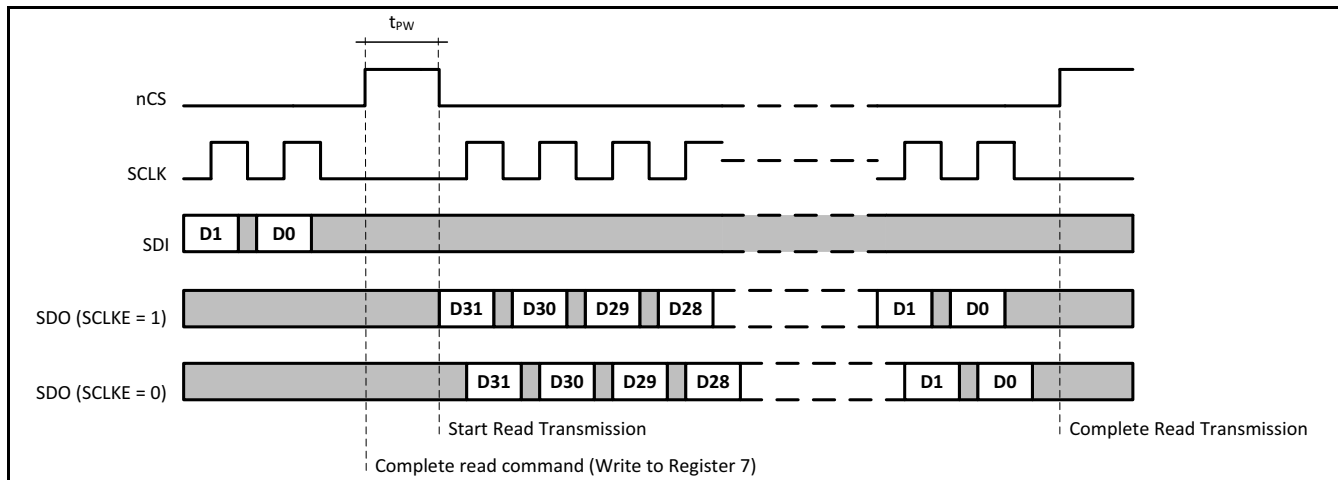 tPW
nCS
SCLK
SDI D1 D0
SDO (SCLKE = 1) D31 D30 D29 D28 D1 D0
SDO (SCLKE = 0) D31 D30 D29 D28 D1 D0
Start Read Transmission Complete Read Transmission
Complete read command (Write to Register 7)